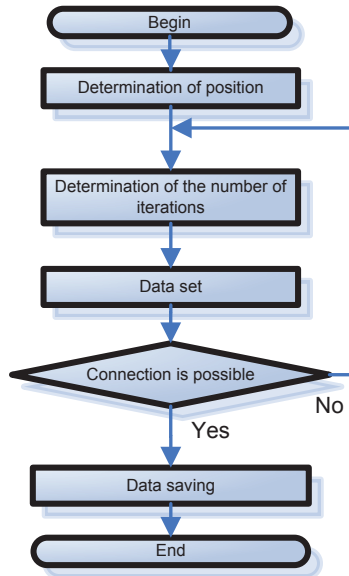 Begin
Determination of position
Determination of the number of
iterations
Data set
Connection is possible
No
Yes
Data saving
End